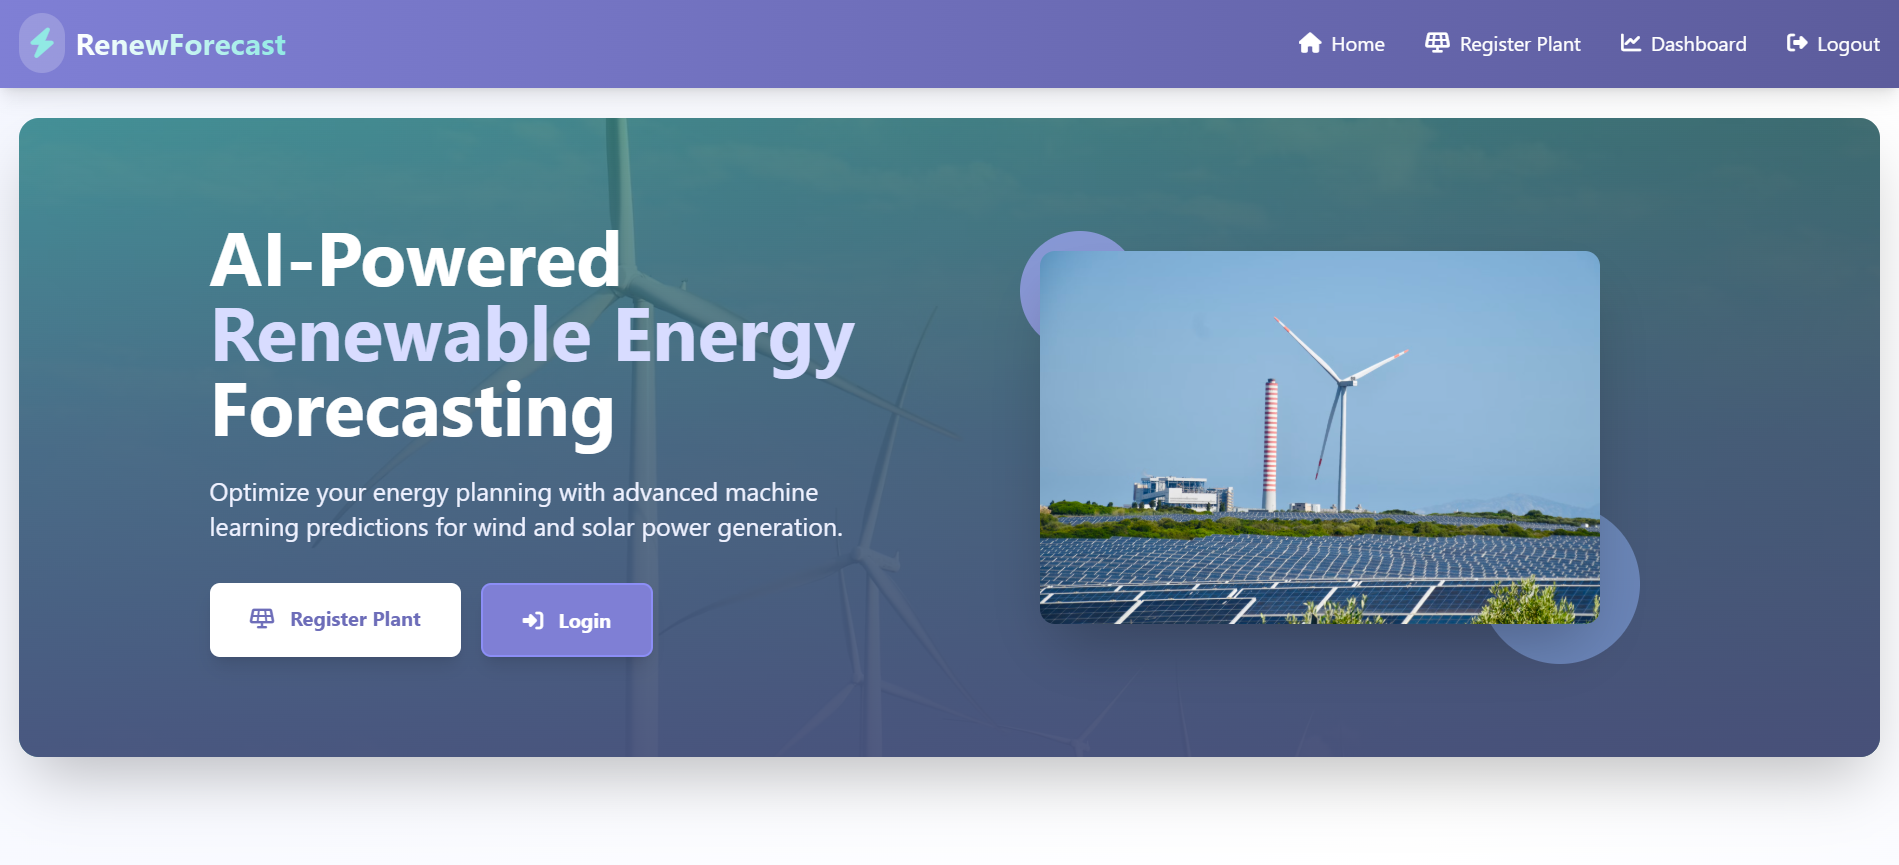 RenewForecast
Home
Register Plant
Dashboard
Logout
AI-Powered
Renewable Energy
Forecasting
Optimize your energy planning with advanced machine
learning predictions for wind and solar power generation.
Register Plant
Login